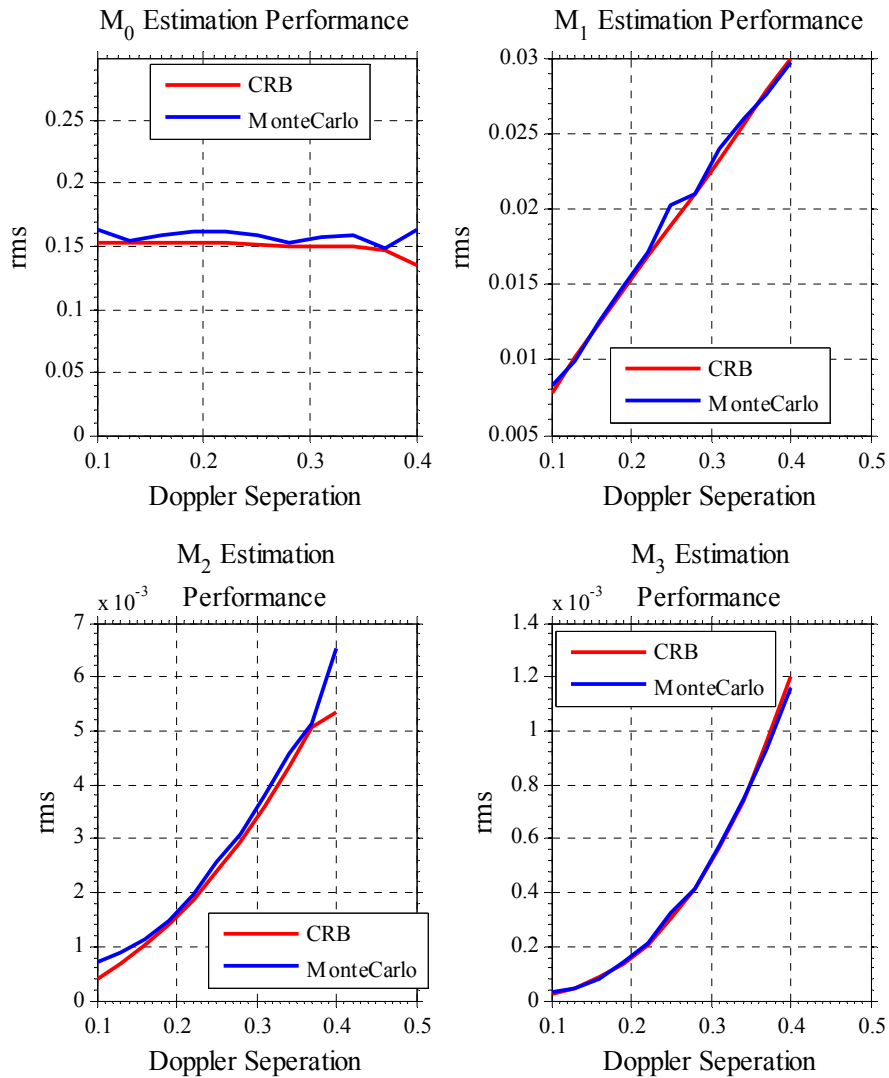 M0 Estimation Performance
CRB
MonteCarlo
0.25
0.2
0.15
0.1
0.05
0
rms
0.1 0.2 0.3 0.4
Doppler Seperation
M1 Estimation Performance
0.03
0.025
0.02
0.015
0.01
0.005
rms
CRB
MonteCarlo
0.1 0.2 0.3 0.4 0.5
Doppler Seperation
M2 Estimation
Performance
x 10-3
7
6
5
4
3
2
1
0
rms
CRB
MonteCarlo
0.1 0.2 0.3 0.4 0.5
Doppler Seperation
M3 Estimation
Performance
x 10-3
1.4
1.2
1
0.8
0.6
0.4
0.2
0
rms
CRB
MonteCarlo
0.1 0.2 0.3 0.4 0.5
Doppler Seperation